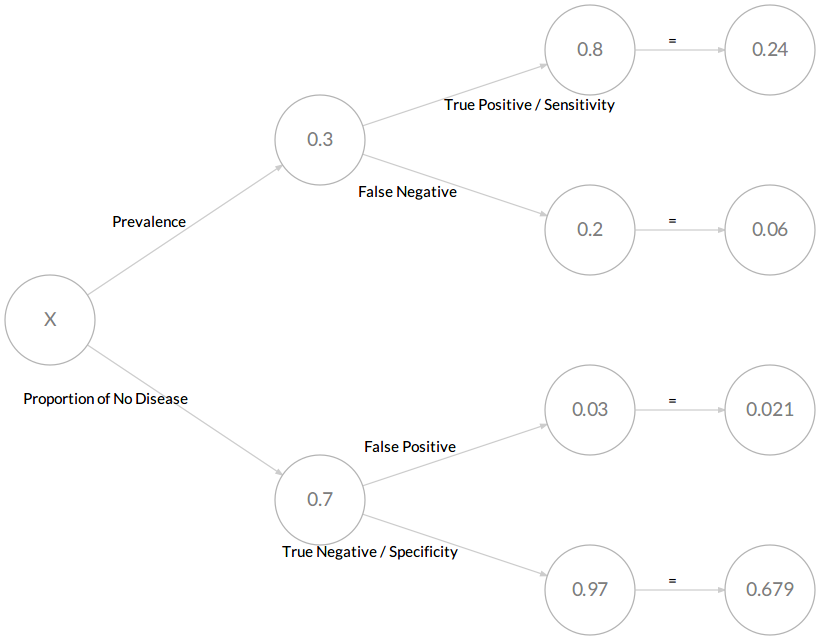 0.8
=
0.24
True Positive / Sensitivity
0.3
False Negative
Prevalence
0.2
=
0.06
X
Proportion of No Disease
0.03
=
0.021
False Positive
0.7
True Negative / Specificity
0.97
=
0.679